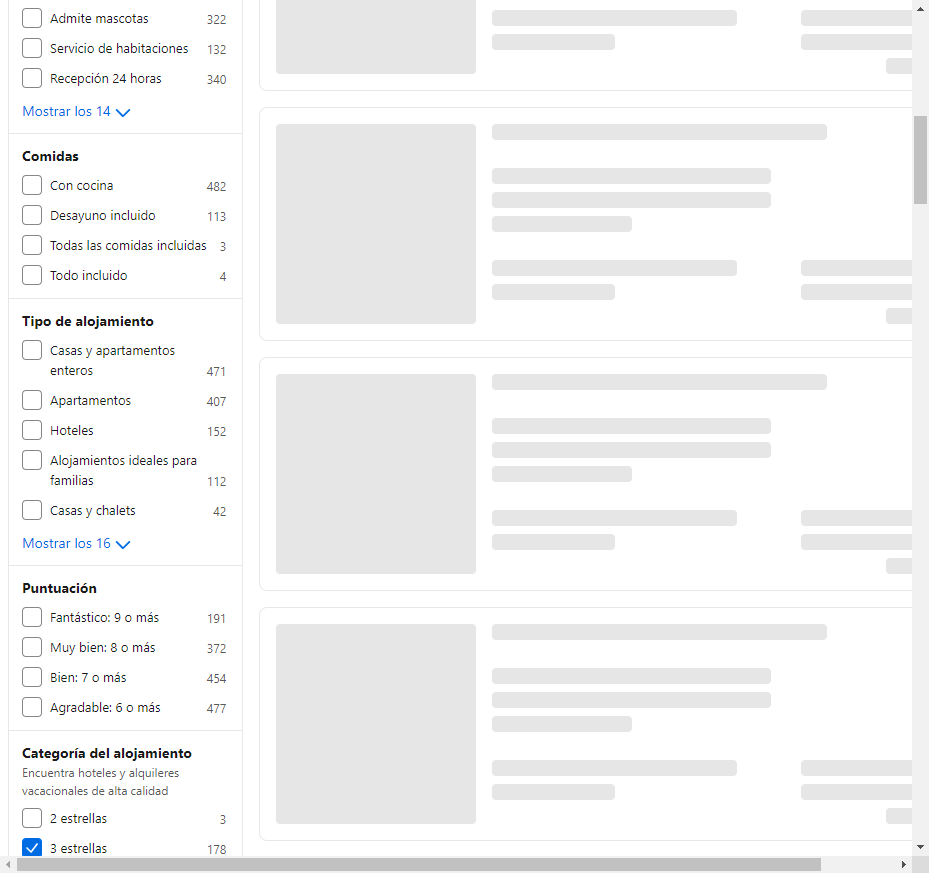 Admite mascotas 322
Servicio de habitaciones 132
Recepción 24 horas 340
Mostrar los 14
Comidas
Con cocina 482
Desayuno incluido 113
Todas las comidas incluidas 3
Todo incluido 4
Tipo de alojamiento
Casas y apartamentos
enteros 471
Apartamentos 407
Hoteles 152
Alojamientos ideales para
familias 112
Casas y chalets 42
Mostrar los 16
Puntuación
Fantástico: 9 o más 191
Muy bien: 8 o más 372
Bien: 7 o más 454
Agradable: 6 o más 477
Categoría del alojamiento
Encuentra hoteles y alquileres
vacacionales de alta calidad
2 estrellas 3
3 estrellas 178